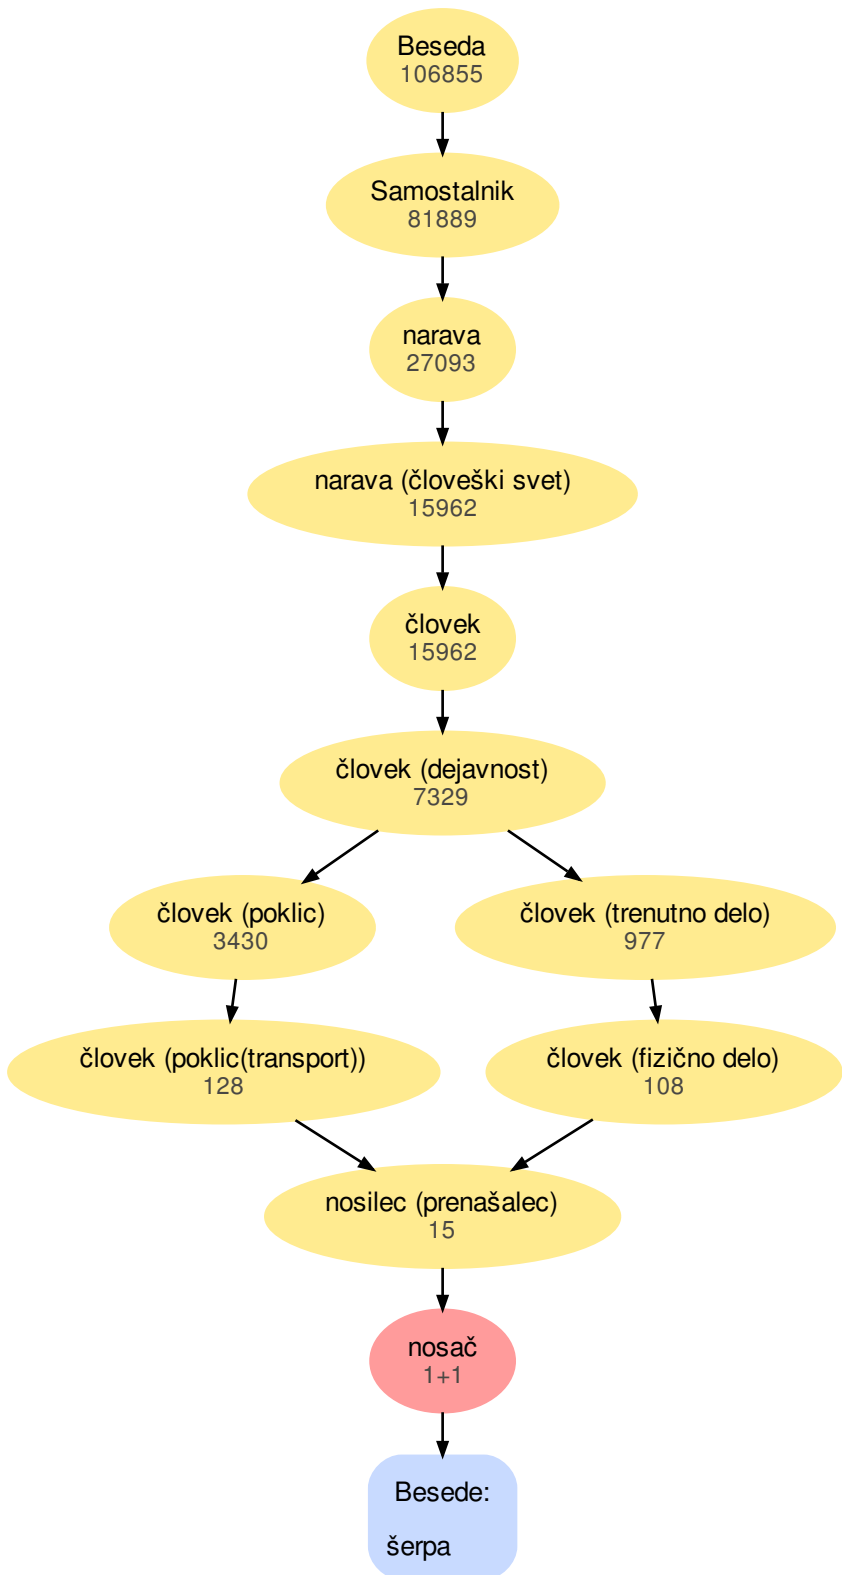 Beseda
106855
Samostalnik
81889
narava
27093
narava (človeški svet)
15962
človek
15962
človek (dejavnost)
7329
človek (poklic)
3430
človek (trenutno delo)
977
človek (poklic(transport))
128
človek (fizično delo)
108
nosilec (prenašalec)
15
nosač
1+1
Besede:
šerpa